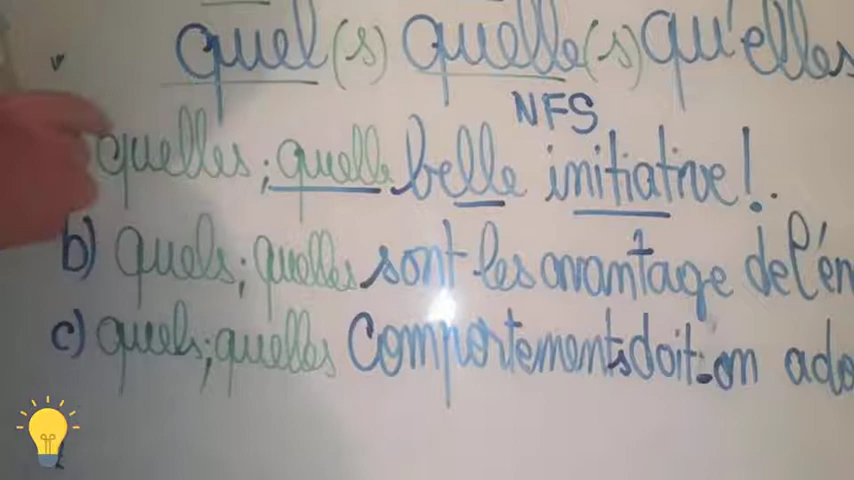 quel(s) quelle(s) qu'elles
NFS
quelles ; quelle belle initiative !..
b) quels ; quelles sont les avantage de l'en
c) quels ; quelles Comportements doit-on ado